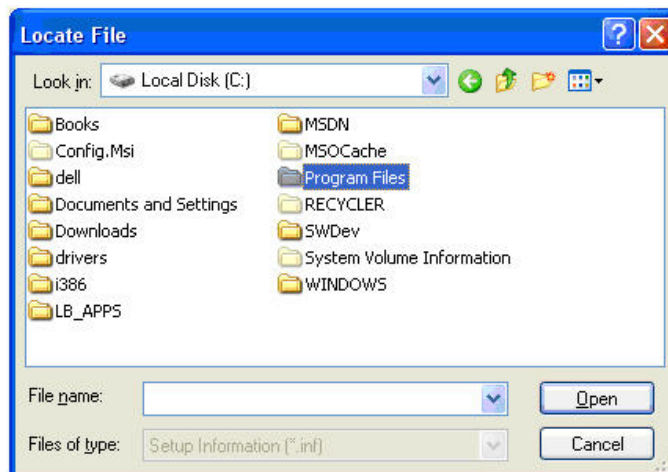 Locate File
Look in: Local Disk (C:)
Books
Config.Msi
dell
Documents and Settings
Downloads
drivers
i386
LB_APPS
MSDN
MSOCache
Program Files
RECYCLER
SWDev
System Volume Information
WINDOWS
File name: Open
Files of type: Setup Information (*.inf) Cancel